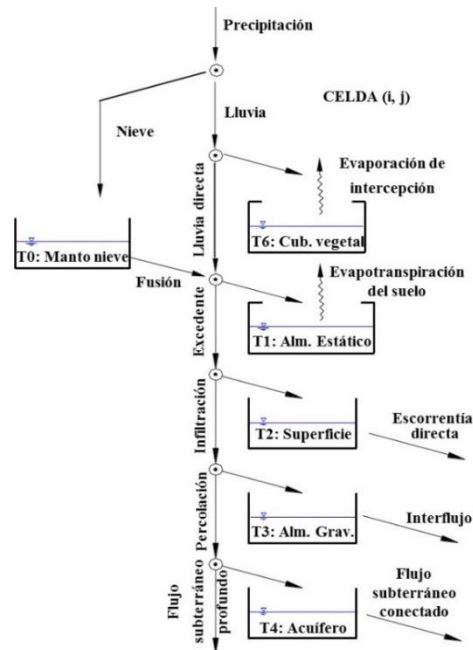 Precipitación
CELDA (i, j)
Nieve
Lluvia
Evaporación de
intercepción
Lluvia directa
T6: Cub. vegetal
T0: Manto nieve
Fusión
Evapotranspiración
del suelo
Excedente
T1: Alm. Estático
Infiltración
T2: Superficie
Escorrentía
directa
Percolación
T3: Alm. Grav.
Interflujo
Flujo
subterráneo
profundo
T4: Acuífero
Flujo
subterráneo
conectado